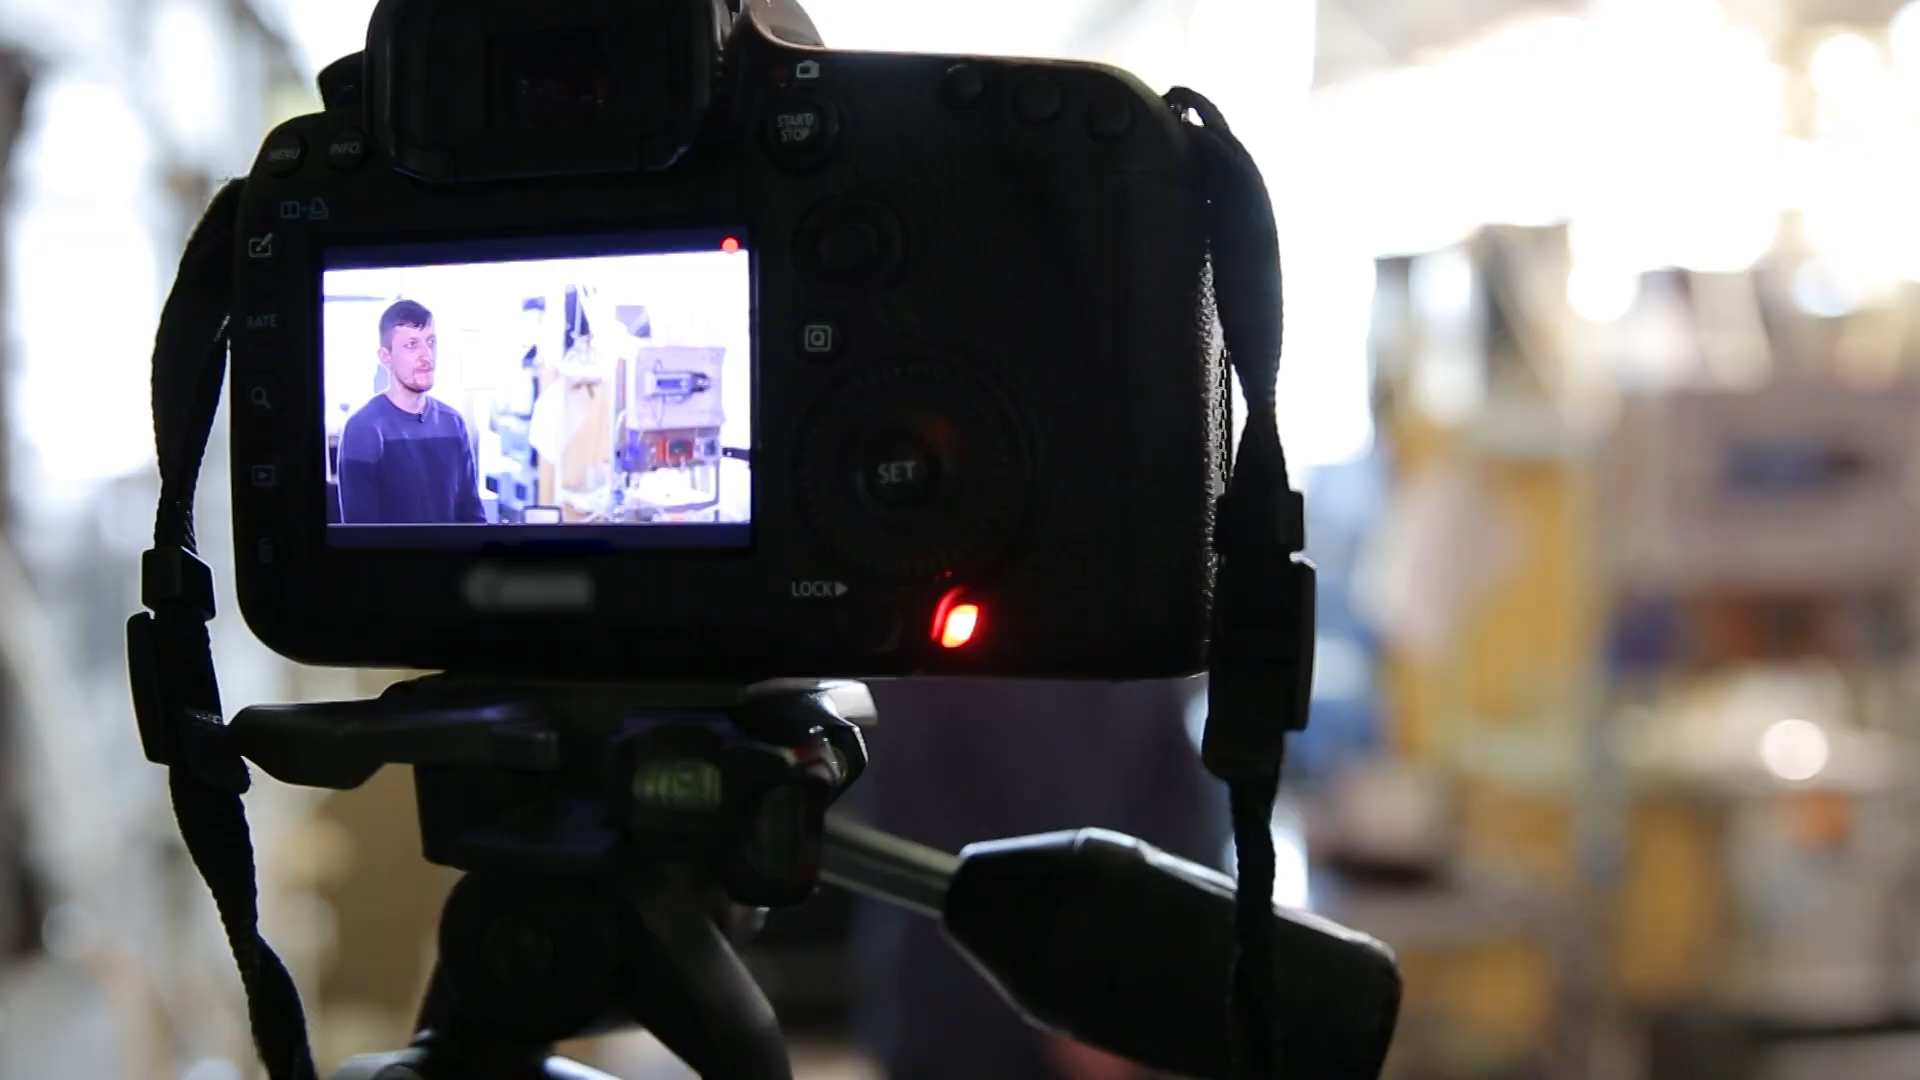 START/
STOP
MENU
INFO
RATE
Q
SET
LOCK▶